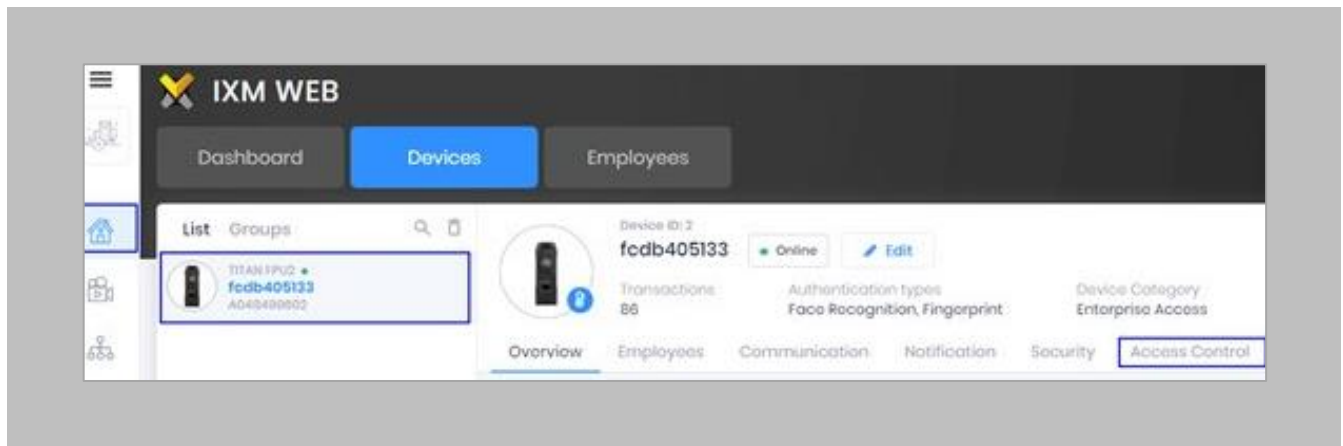 IXM WEB
Dashboard Devices Employees
List Groups
TITAN FPU2
fcdb405133
Device ID: 2
fcdb405133 Online Edit
Transactions Authentication types Device Category
86 Face Recognition, Fingerprint Enterprise Access
Overview Employees Communication Notification Security Access Control